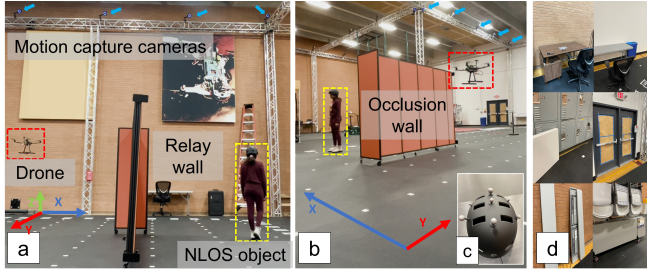 Motion capture cameras
Relay
wall
Drone
X
Y
a
NLOS object
Occlusion
wall
X
Y
b
c
d